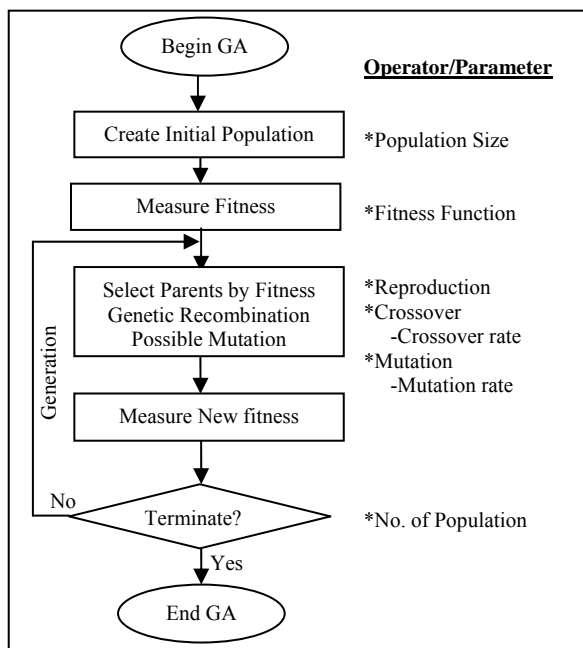 Begin GA
Operator/Parameter
Create Initial Population
*Population Size
Measure Fitness
*Fitness Function
Select Parents by Fitness
Genetic Recombination
Possible Mutation
*Reproduction
*Crossover
-Crossover rate
*Mutation
-Mutation rate
Generation
Measure New fitness
No
Terminate?
*No. of Population
Yes
End GA